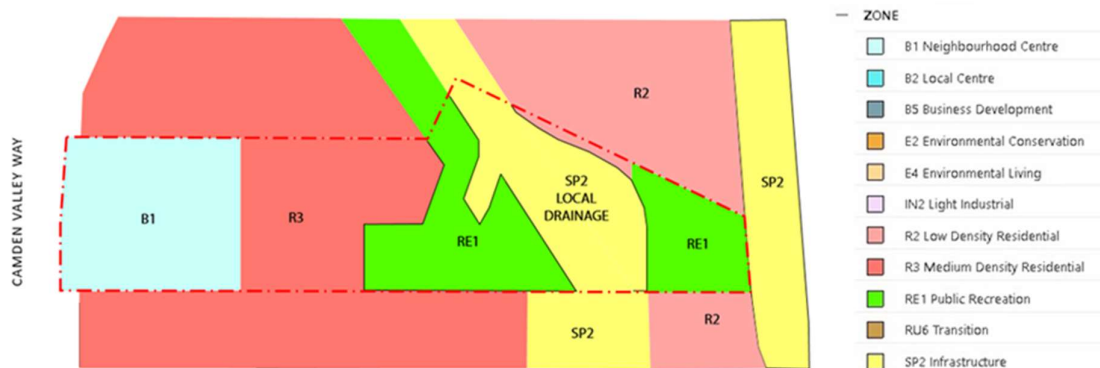 CAMDEN VALLEY WAY
B1
R3
RE1
SP2
LOCAL
DRAINAGE
R2
RE1
SP2
SP2
R2
ZONE
B1 Neighbourhood Centre
B2 Local Centre
B5 Business Development
E2 Environmental Conservation
E4 Environmental Living
IN2 Light Industrial
R2 Low Density Residential
R3 Medium Density Residential
RE1 Public Recreation
RU6 Transition
SP2 Infrastructure